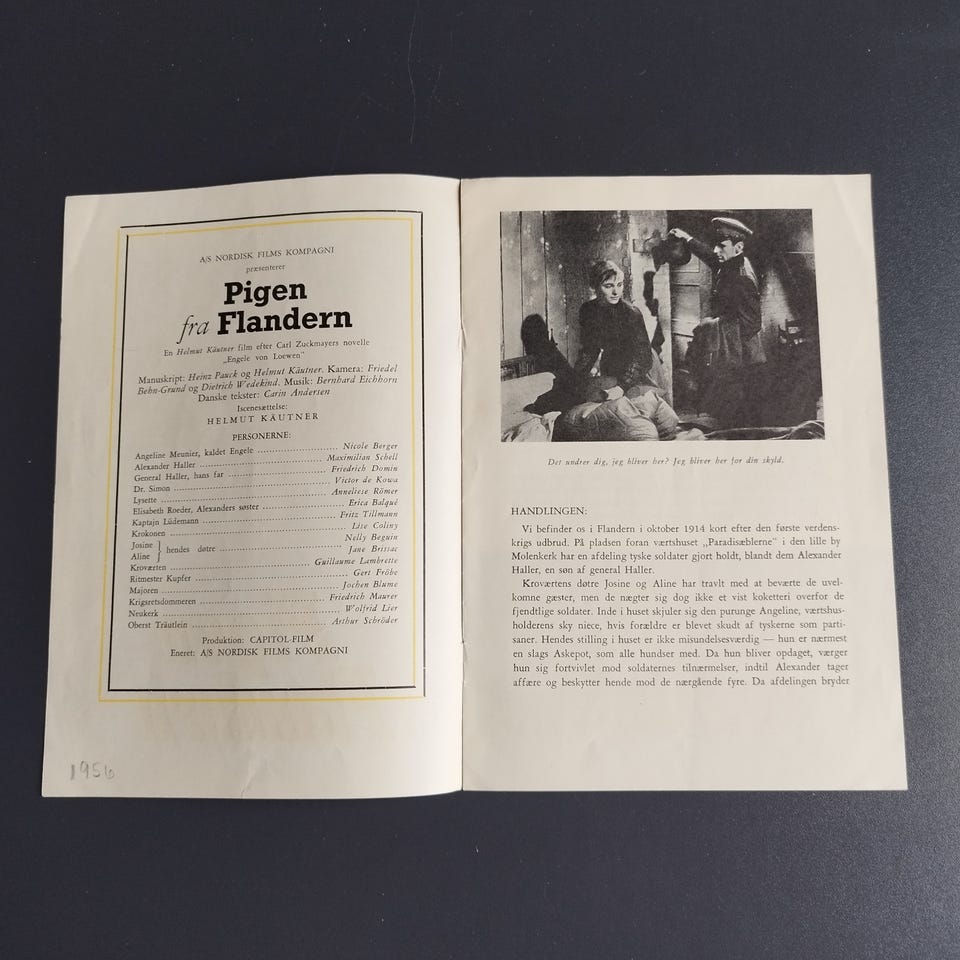 A/S NORDISK FILMS KOMPAGNI
præsenterer
Pigen
fra Flandern
En Helmut Käutner film efter Carl Zuckmayers novelle
„Engele von Loewen"
Manuskript: Heinz Pauck og Helmut Käutner. Kamera: Friedel
Behn-Grund og Dietrich Wedekind. Musik: Bernhard Eichhorn
Danske tekster: Carin Andersen
Iscenesættelse:
HELMUT KÄUTNER
PERSONERNE:
Angeline Meunier, kaldet Engele ........ Nicole Berger
Alexander Haller ........ Maximilian Schell
General Haller, hans far ........ Friedrich Domin
Dr. Simon ........ Victor de Kowa
Lysette ........ Anneliese Römer
Elisabeth Roeder, Alexanders søster ........ Erica Balqué
Kaptajn Lüdemann ........ Fritz Tillmann
Krokonen ........ Lise Coliny
Josine } hendes døtre ........ Nelly Beguin
Aline } Jane Brissac
Kroværten ........ Guillaume Lambrette
Ritmester Kupfer ........ Gert Fröbe
Majoren ........ Jochen Blume
Krigsretsdommeren ........ Friedrich Maurer
Neukerk ........ Wolfrid Lier
Oberst Träutlein ........ Arthur Schröder
Produktion: CAPITOL-FILM
Eneret: A/S NORDISK FILMS KOMPAGNI
1956
Det undrer dig, jeg bliver her? Jeg bliver her for din skyld.
HANDLINGEN:
Vi befinder os i Flandern i oktober 1914 kort efter den første verdens-
krigs udbrud. På pladsen foran værtshuset „Paradisæblerne" i den lille by
Molenkerk har en afdeling tyske soldater gjort holdt, blandt dem Alexander
Haller, en søn af general Haller.
Kroværtens døtre Josine og Aline har travlt med at beværte de uvel-
komne gæster, men de nægter sig dog ikke et vist koketteri overfor de
fjendtlige soldater. Inde i huset skjuler sig den purunge Angeline, værtshus-
holderens sky niece, hvis forældre er blevet skudt af tyskerne som parti-
saner. Hendes stilling i huset er ikke misundelsesværdig — hun er nærmest
en slags Askepot, som alle hundser med. Da hun bliver opdaget, værger
hun sig fortvivlet mod soldaternes tilnærmelser, indtil Alexander tager
affære og beskytter hende mod de nærgående fyre. Da afdelingen bryder